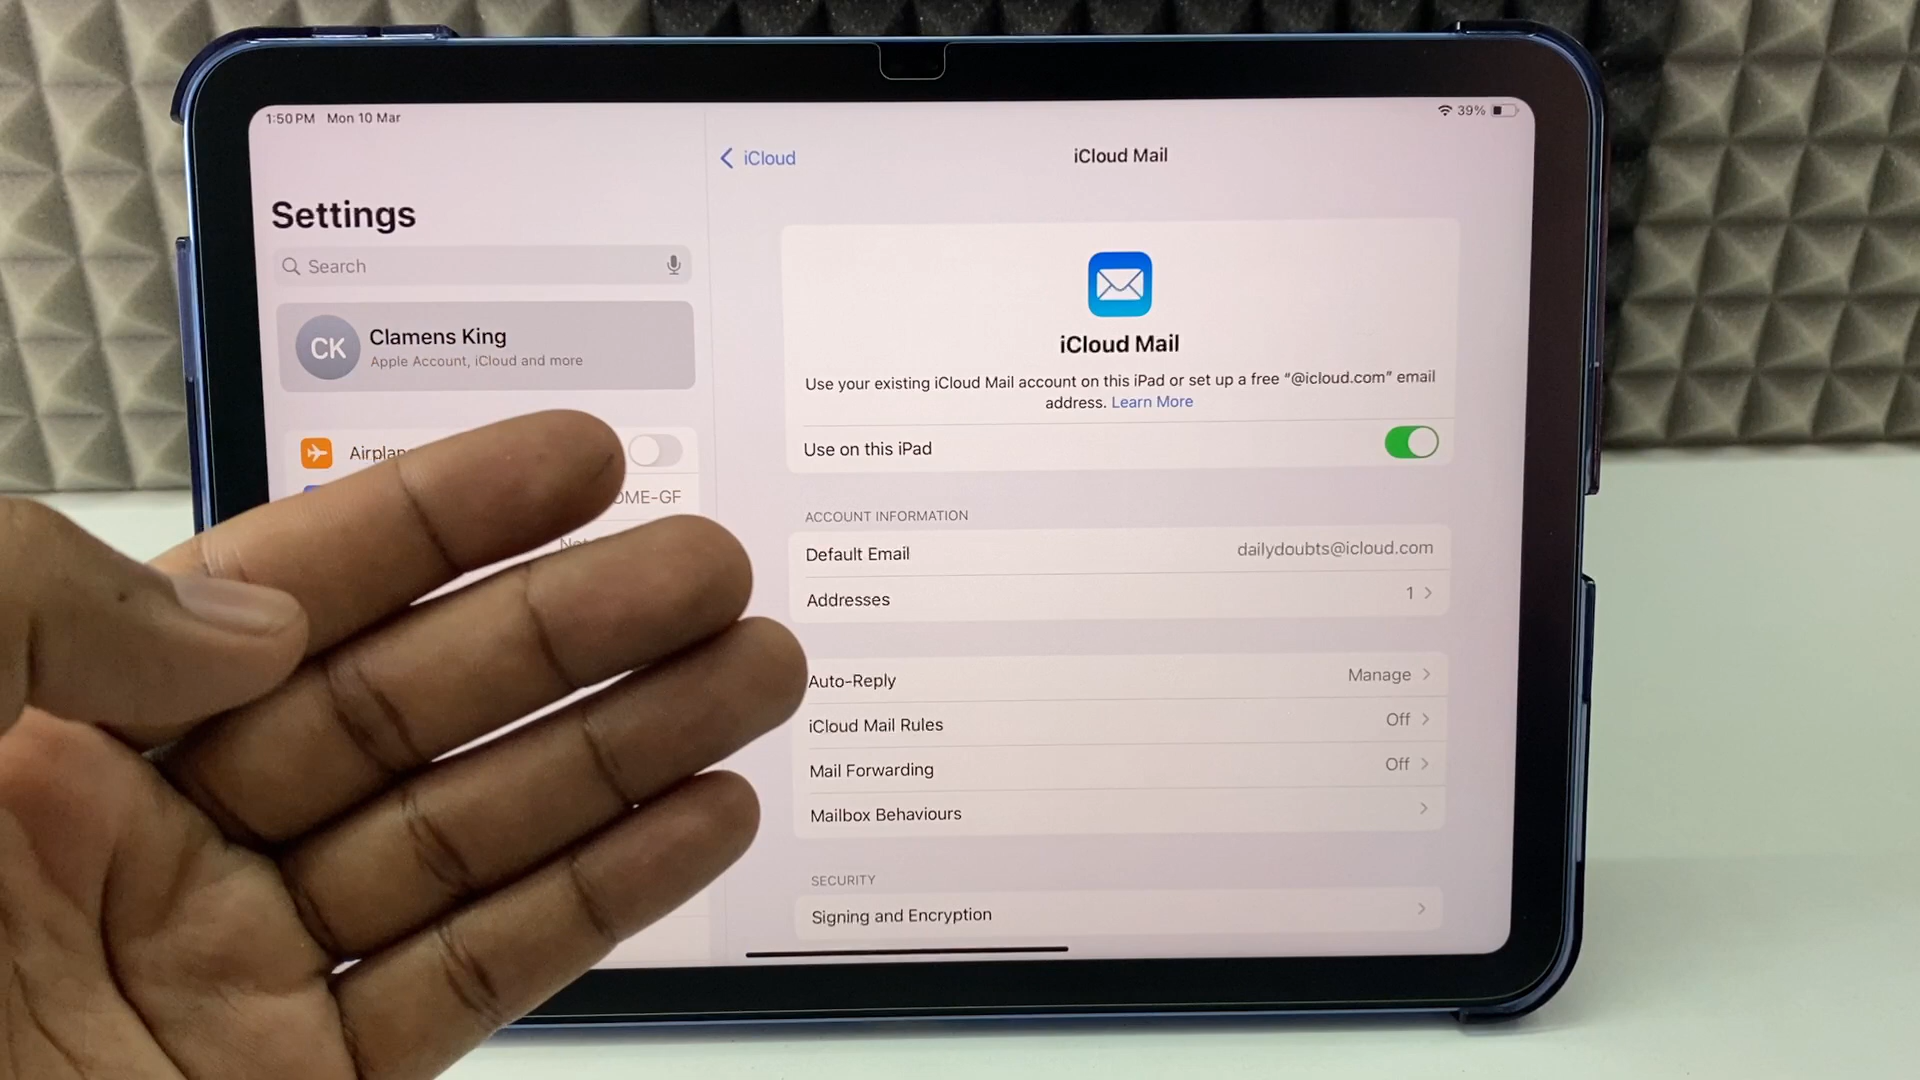 1:50 PM Mon 10 Mar
39%
Settings
Search
CK
Clamens King
Apple Account, iCloud and more
iCloud
iCloud Mail
iCloud Mail
Use your existing iCloud Mail account on this iPad or set up a free “@icloud.com” email
address. Learn More
Use on this iPad
ACCOUNT INFORMATION
Default Email dailydoubts@icloud.com
Addresses 1
Auto-Reply Manage
iCloud Mail Rules Off
Mail Forwarding Off
Mailbox Behaviours
SECURITY
Signing and Encryption